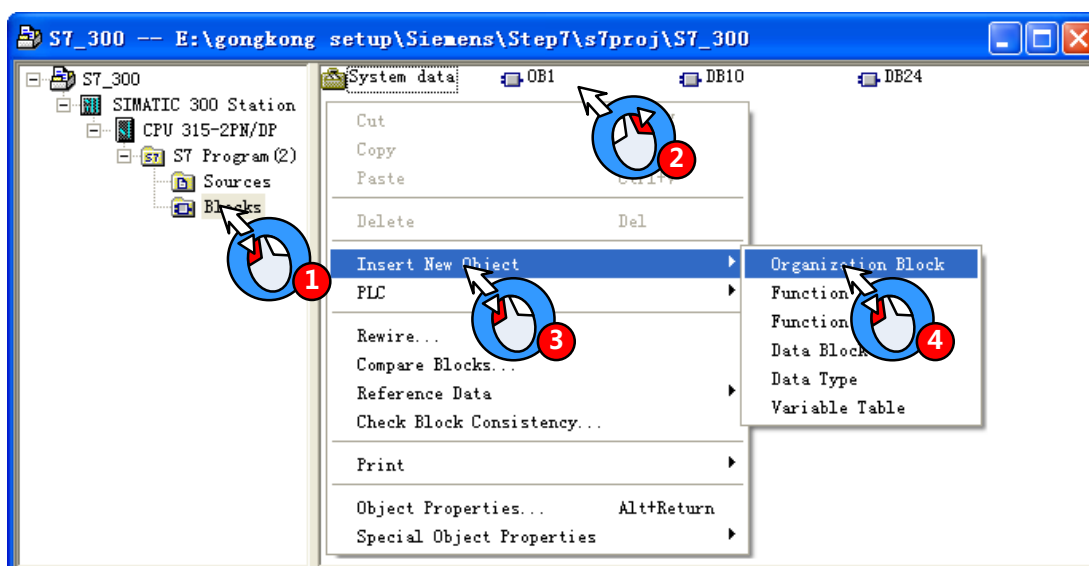 S7_300 -- E:\gongkong setup\Siemens\Step7\s7proj\S7_300
S7_300
SIMATIC 300 Station
CPU 315-2PN/DP
S7 Program(2)
Sources
Blocks
System data OB1 DB10 DB24
Cut
Copy
Paste
Delete Del
Insert New Object
PLC
Rewire...
Compare Blocks...
Reference Data
Check Block Consistency...
Print
Object Properties... Alt+Return
Special Object Properties
Organization Block
Function
Function
Data Block
Data Type
Variable Table
1
2
3
4